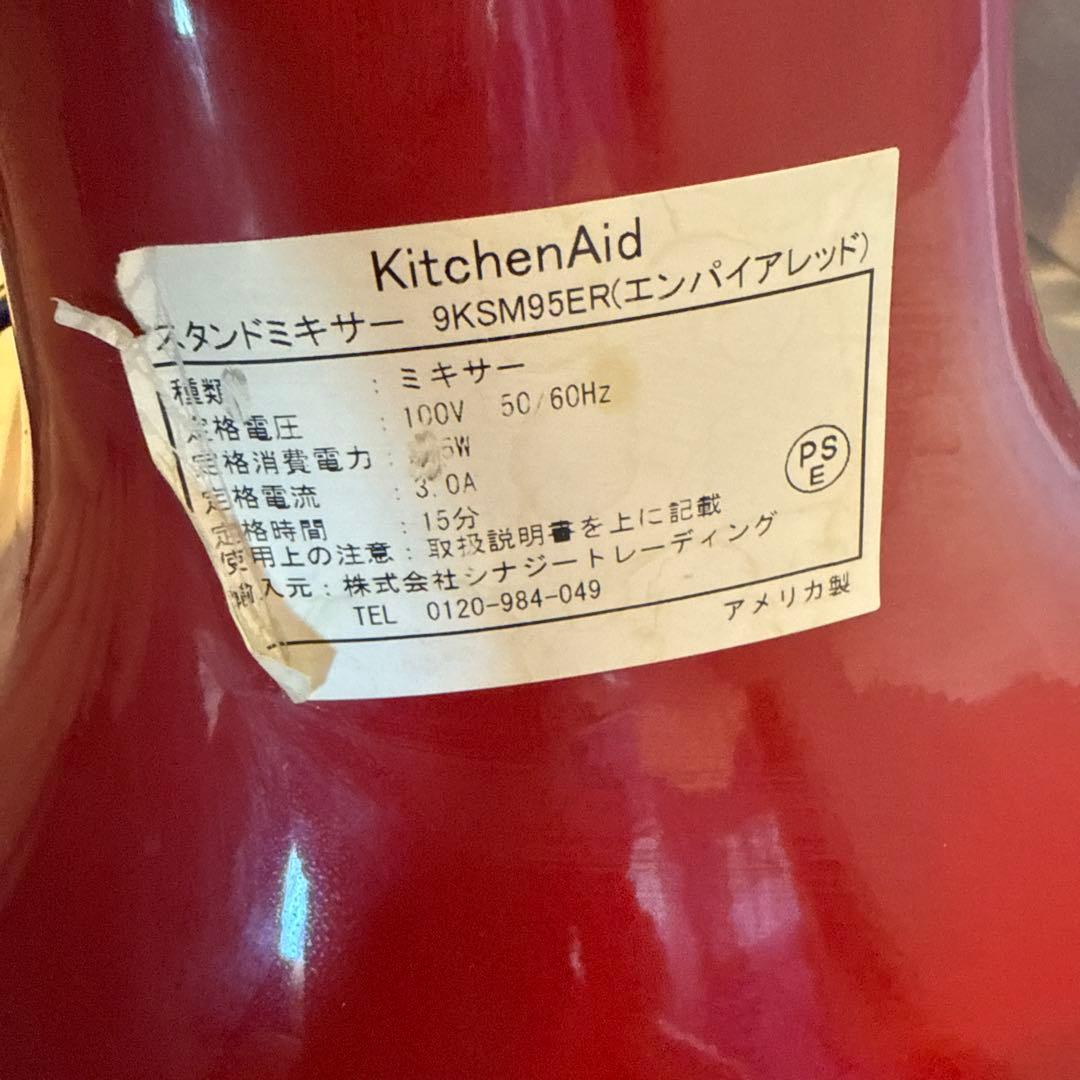 KitchenAid
スタンドミキサー 9KSM95ER(エンパイアレッド)
種類 : ミキサー
定格電圧 : 100V 50/60Hz
定格消費電力 : 5W
定格電流 : 3.0A
定格時間 : 15分
使用上の注意 : 取扱説明書を上に記載
輸入元 : 株式会社シナジートレーディング
TEL 0120-984-049
PSE
アメリカ製